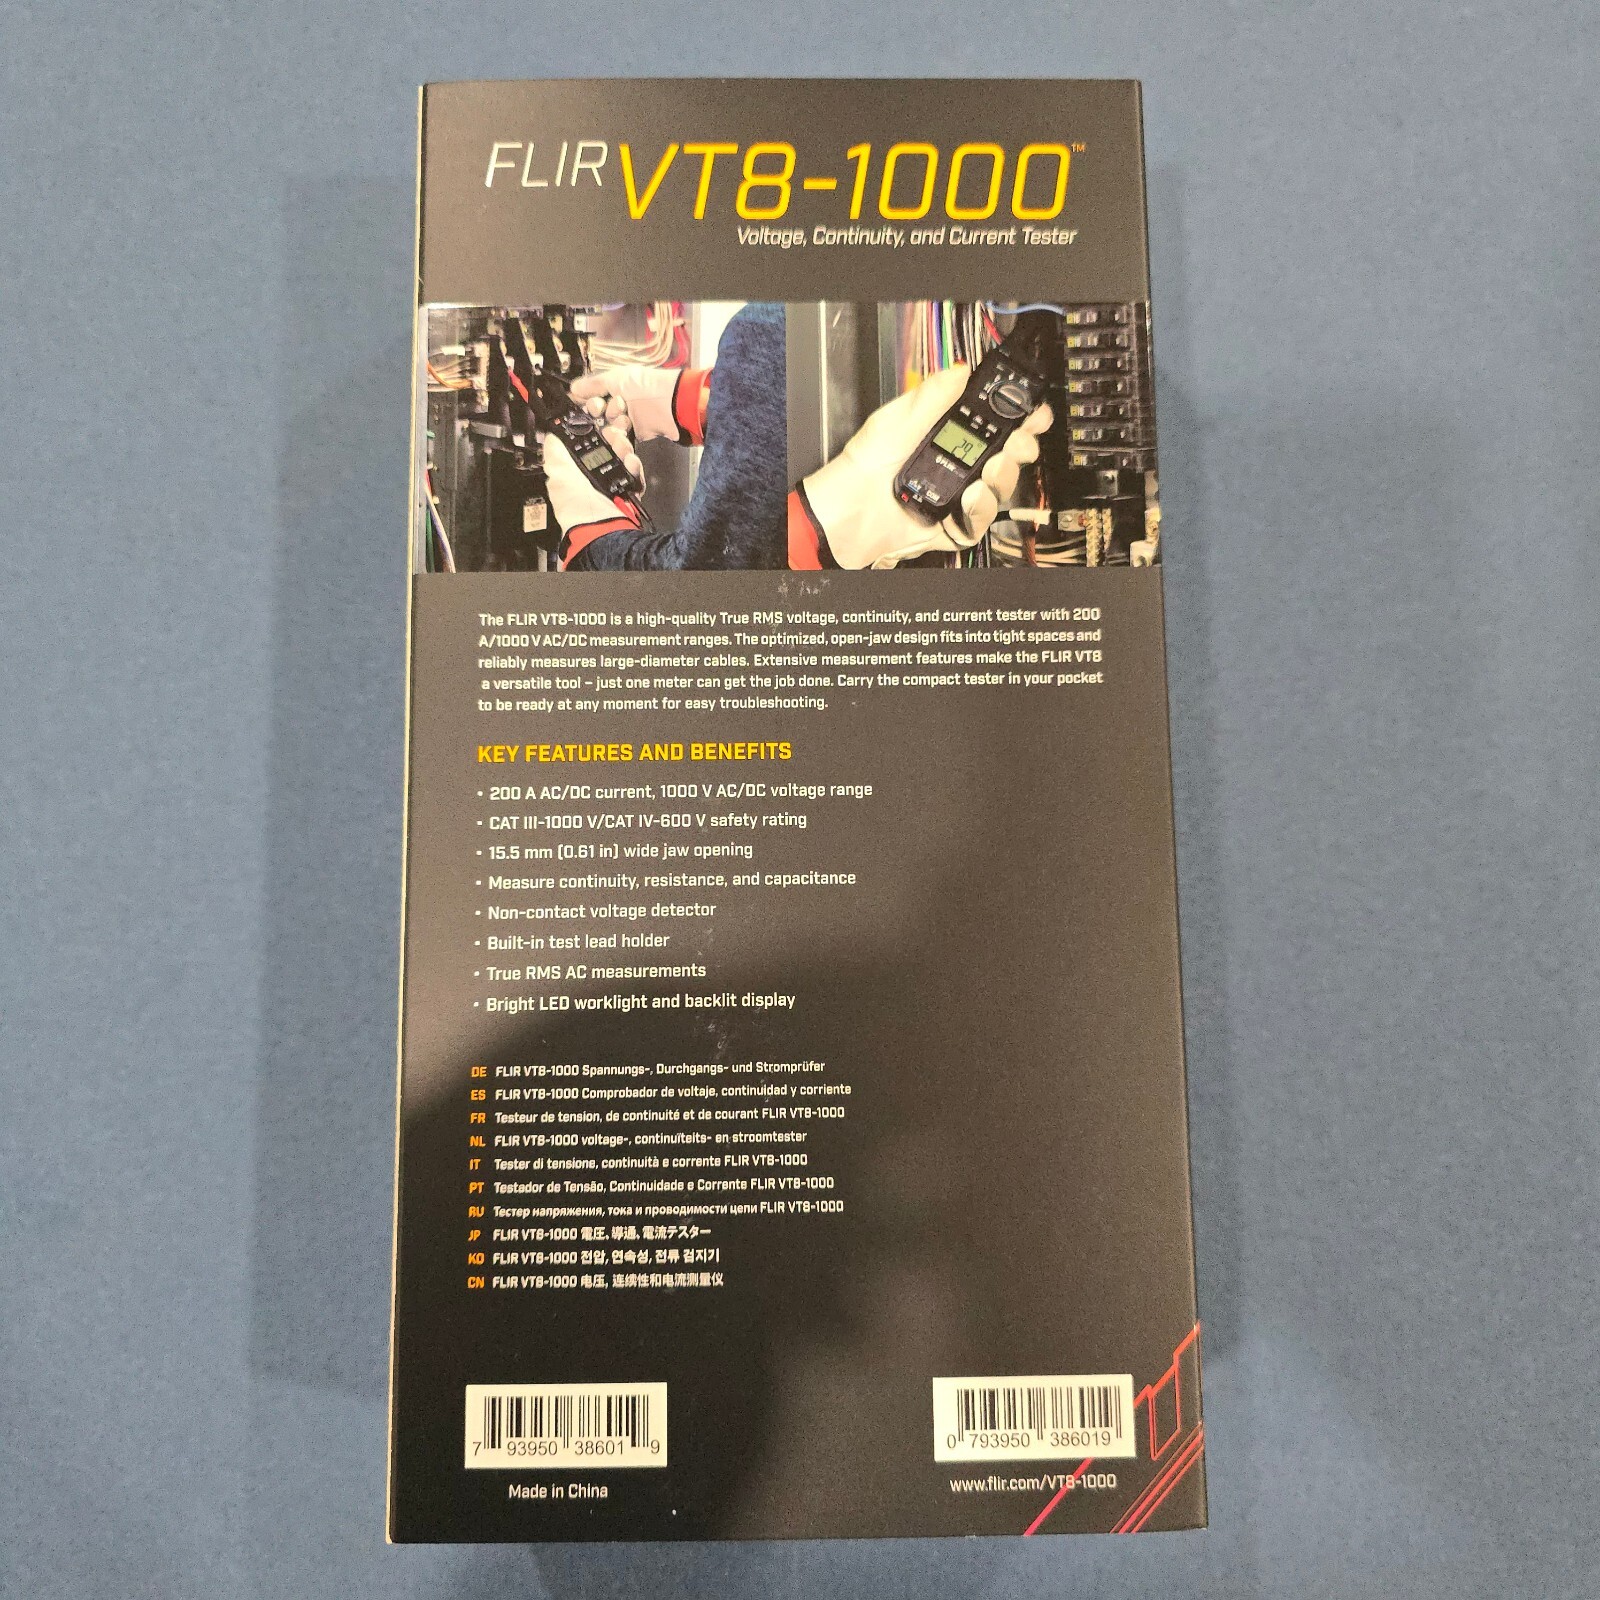 FLIR VT8-1000™
Voltage, Continuity, and Current Tester
29
FLIR
The FLIR VT8-1000 is a high-quality True RMS voltage, continuity, and current tester with 200
A/1000 V AC/DC measurement ranges. The optimized, open-jaw design fits into tight spaces and
reliably measures large-diameter cables. Extensive measurement features make the FLIR VT8
a versatile tool – just one meter can get the job done. Carry the compact tester in your pocket
to be ready at any moment for easy troubleshooting.
KEY FEATURES AND BENEFITS
• 200 A AC/DC current, 1000 V AC/DC voltage range
• CAT III-1000 V/CAT IV-600 V safety rating
• 15.5 mm (0.61 in) wide jaw opening
• Measure continuity, resistance, and capacitance
• Non-contact voltage detector
• Built-in test lead holder
• True RMS AC measurements
• Bright LED worklight and backlit display
DE FLIR VT8-1000 Spannungs-, Durchgangs- und Stromprüfer
ES FLIR VT8-1000 Comprobador de voltaje, continuidad y corriente
FR Testeur de tension, de continuité et de courant FLIR VT8-1000
NL FLIR VT8-1000 voltage-, continuïteits- en stroomtester
IT Tester di tensione, continuità e corrente FLIR VT8-1000
PT Testador de Tensão, Continuidade e Corrente FLIR VT8-1000
RU Тестер напряжения, тока и проводимости цепи FLIR VT8-1000
JP FLIR VT8-1000 電圧、導通、電流テスター
KO FLIR VT8-1000 전압, 연속성, 전류 검지기
CN FLIR VT8-1000 电压, 连续性和电流测量仪
7 93950 38601 9
0 793950 386019
Made in China
www.flir.com/VT8-1000